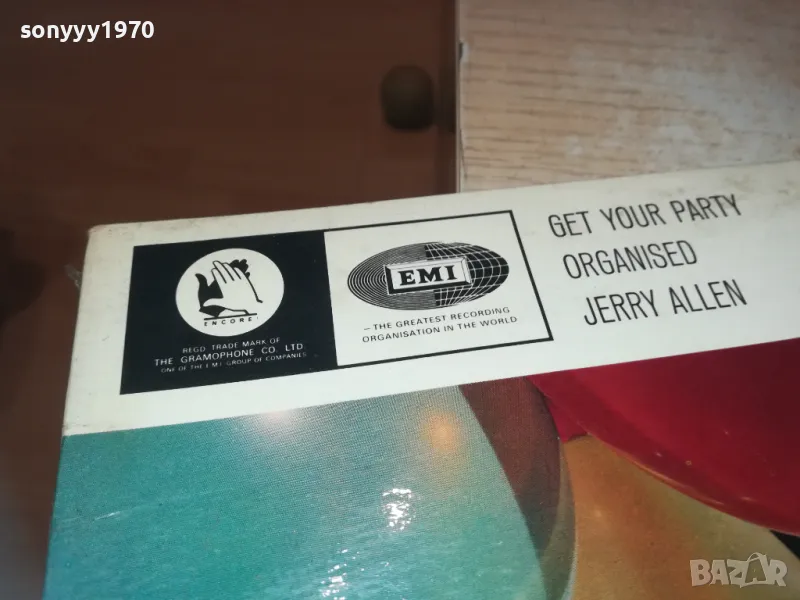 sonyyy1970
ENCORE!
REGD. TRADE MARK OF
THE GRAMOPHONE CO. LTD.
ONE OF THE E.M.I. GROUP OF COMPANIES
EMI
– THE GREATEST RECORDING
ORGANISATION IN THE WORLD
GET YOUR PARTY
ORGANISED
JERRY ALLEN
BAZAR